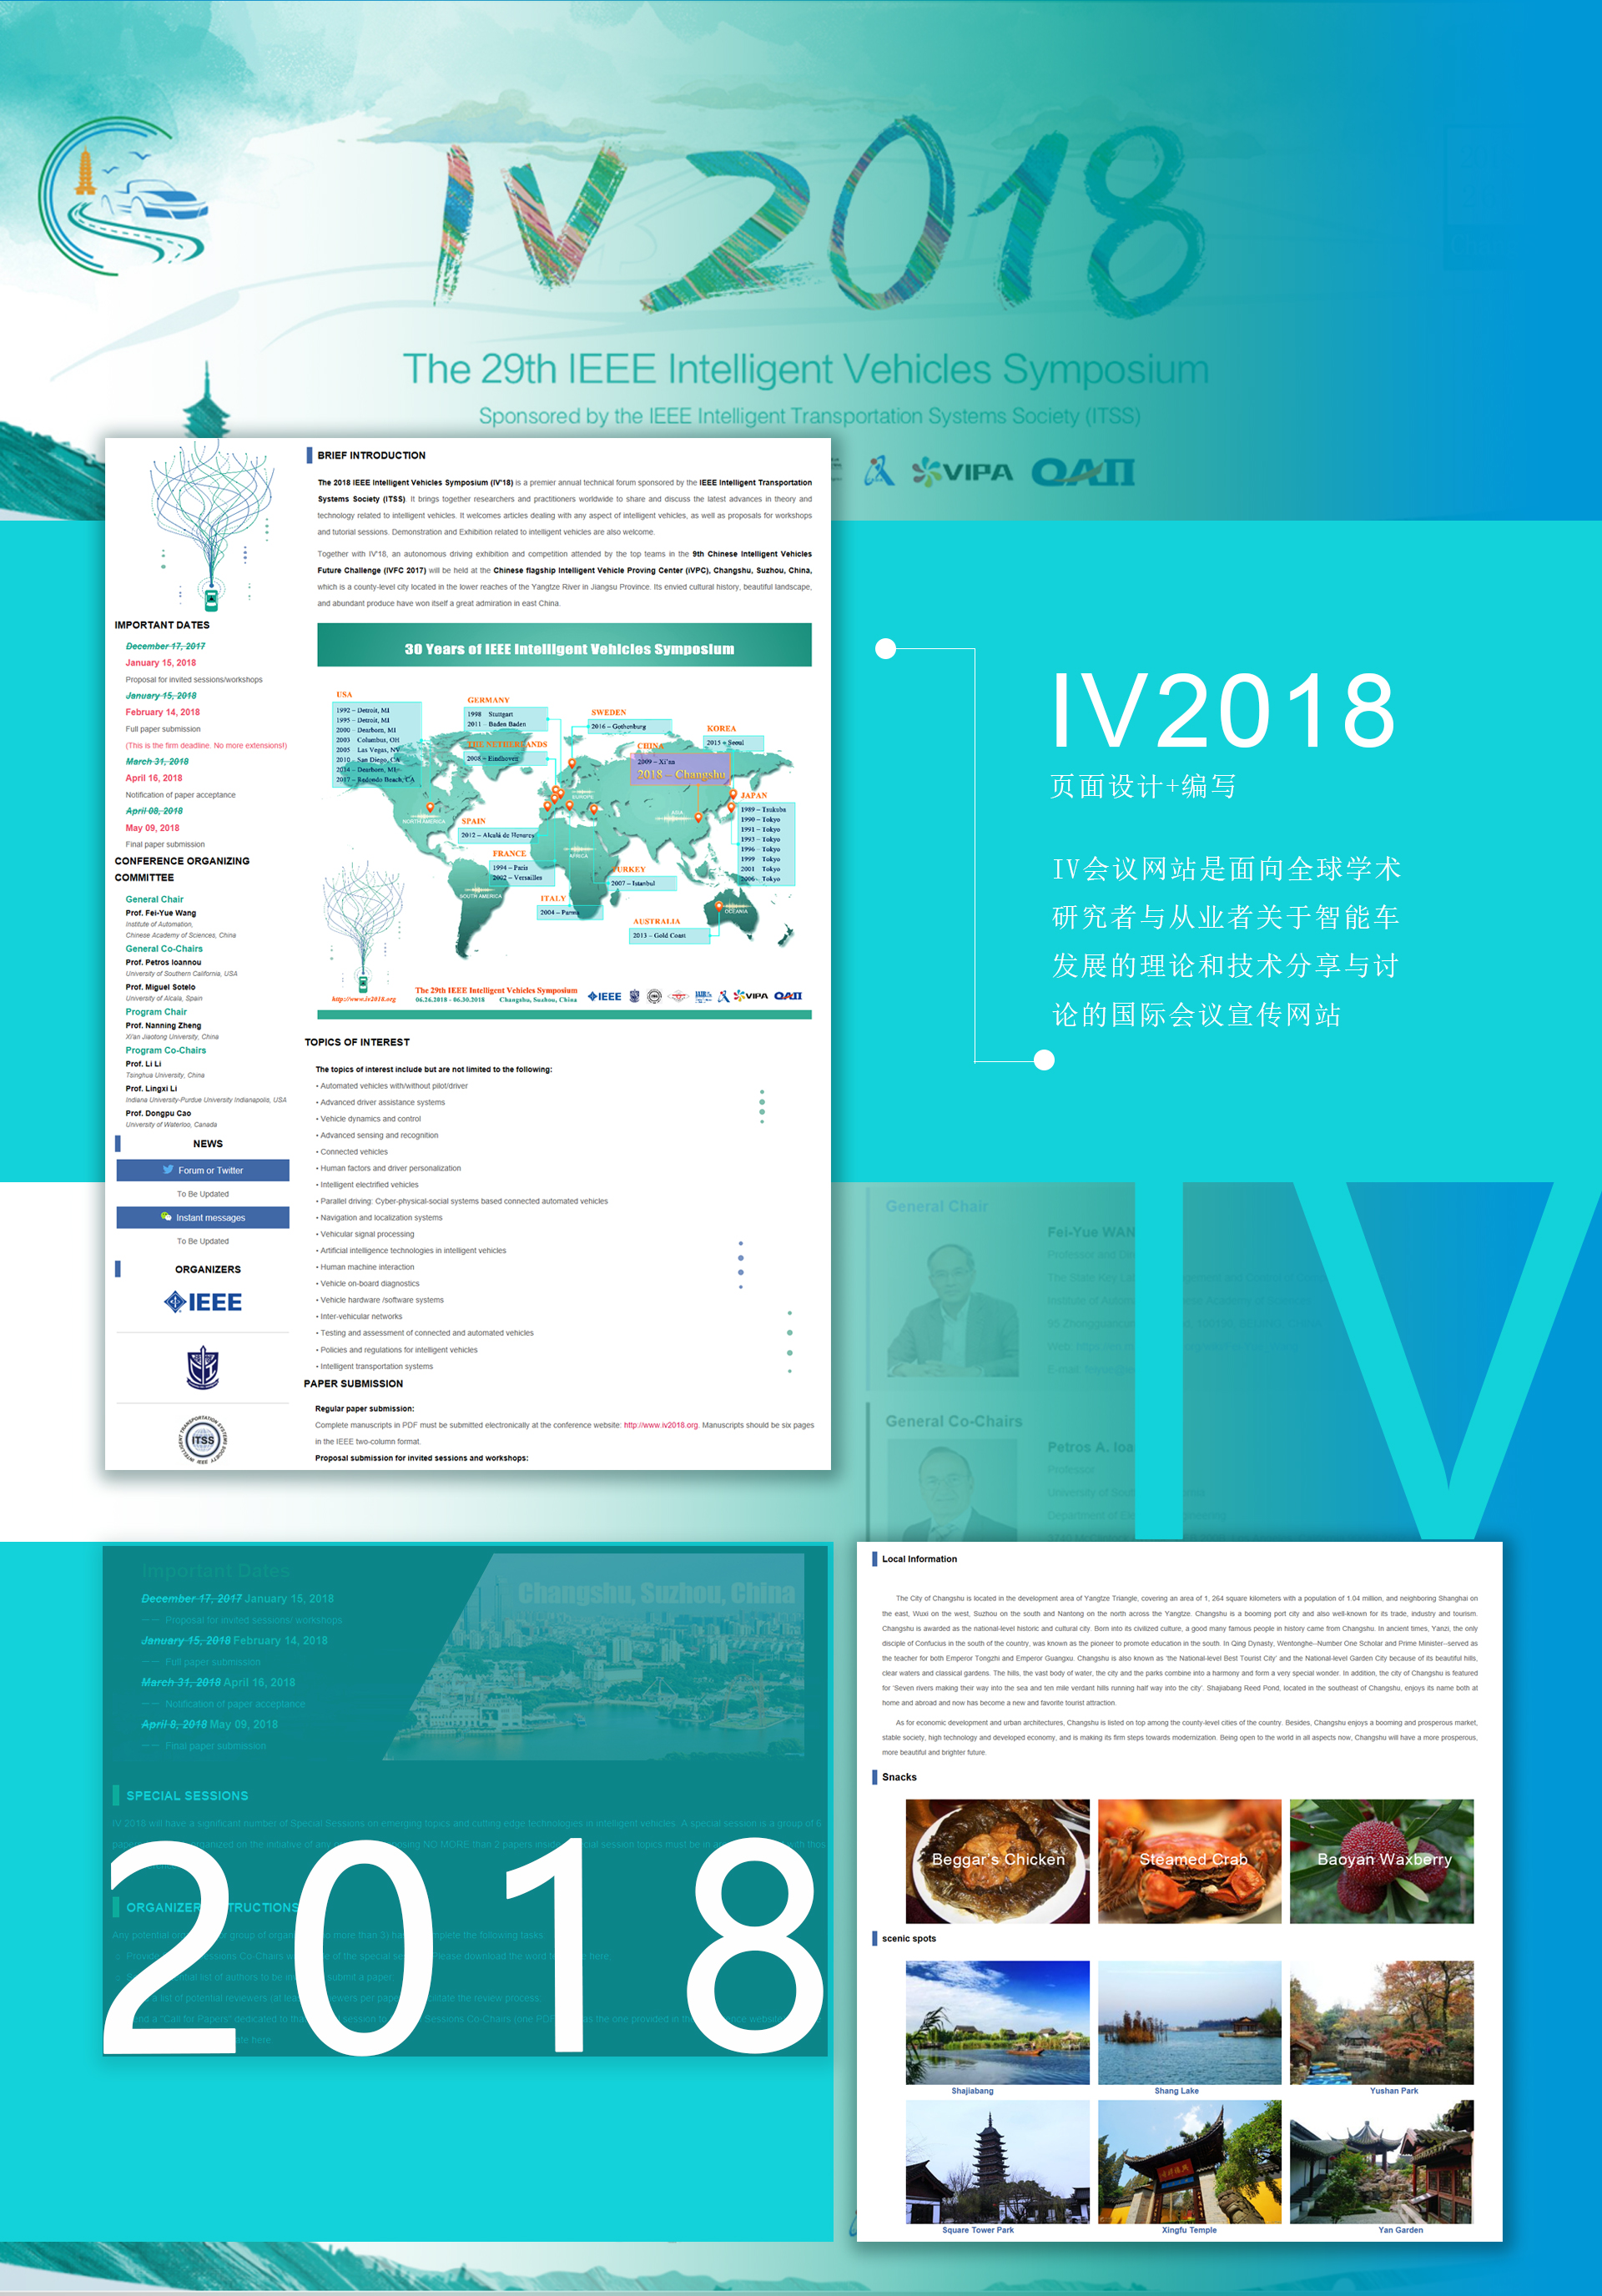 IV2018
The 29th IEEE Intelligent Vehicles Symposium
Sponsored by the IEEE Intelligent Transportation Systems Society (ITSS)
VIPA
BRIEF INTRODUCTION
The 2018 IEEE Intelligent Vehicles Symposium (IV'18) is a premier annual technical forum sponsored by the IEEE Intelligent Transportation
Systems Society (ITSS). It brings together researchers and practitioners worldwide to share and discuss the latest advances in theory and
technology related to intelligent vehicles. It welcomes articles dealing with any aspect of intelligent vehicles, as well as proposals for workshops
and tutorial sessions. Demonstration and Exhibition related to intelligent vehicles are also welcome.
Together with IV'18, an autonomous driving exhibition and competition attended by the top teams in the 9th Chinese Intelligent Vehicles
Future Challenge (IVFC 2017) will be held at the Chinese flagship Intelligent Vehicle Proving Center (iVPC), Changshu, Suzhou, China,
which is a county-level city located in the lower reaches of the Yangtze River in Jiangsu Province. Its envied cultural history, beautiful landscape,
and abundant produce have won itself a great admiration in east China.
IMPORTANT DATES
December 17, 2017
January 15, 2018
Proposal for invited sessions/workshops
January 15, 2018
February 14, 2018
Full paper submission
(This is the firm deadline. No more extensions!)
March 31, 2018
April 16, 2018
Notification of paper acceptance
April 08, 2018
May 09, 2018
Final paper submission
CONFERENCE ORGANIZING
COMMITTEE
General Chair
Prof. Fei-Yue Wang
Institute of Automation,
Chinese Academy of Sciences, China
General Co-Chairs
Prof. Petros Ioannou
University of Southern California, USA
Prof. Miguel Sotelo
University of Alcala, Spain
Program Chair
Prof. Nanning Zheng
Xi'an Jiaotong University, China
Program Co-Chairs
Prof. Li Li
Tsinghua University, China
Prof. Lingxi Li
Indiana University-Purdue University Indianapolis, USA
Prof. Dongpu Cao
University of Waterloo, Canada
NEWS
Forum or Twitter
To Be Updated
Instant messages
To Be Updated
ORGANIZERS
IEEE
ITSS
30 Years of IEEE Intelligent Vehicles Symposium
USA
1992 – Detroit, MI
1995 – Detroit, MI
2000 – Dearborn, MI
2003 Columbus, OH
2005 Las Vegas, NV
2010 – San Diego, CA
2014 – Dearborn, MI
2017 – Redondo Beach, CA
GERMANY
1998 Stuttgart
2011 – Baden Baden
THE NETHERLANDS
2008 – Eindhoven
SWEDEN
2016 – Gothenburg
KOREA
2015 – Seoul
CHINA
2009 – Xi'an
2018 – Changshu
JAPAN
1989 – Tsukuba
1990 – Tokyo
1991 – Tokyo
1993 – Tokyo
1996 – Tokyo
1999 Tokyo
2001 Tokyo
2006 – Tokyo
SPAIN
2012 – Alcalá de Henares
FRANCE
1994 – Paris
2002 – Versailles
ITALY
2004 – Parma
TURKEY
2007 – Istanbul
AUSTRALIA
2013 – Gold Coast
NORTH AMERICA
SOUTH AMERICA
EUROPE
AFRICA
ASIA
OCEANIA
http://www.iv2018.org
The 29th IEEE Intelligent Vehicles Symposium
06.26.2018 - 06.30.2018 Changshu, Suzhou, China
IEEE
VIPA
TOPICS OF INTEREST
The topics of interest include but are not limited to the following:
• Automated vehicles with/without pilot/driver
• Advanced driver assistance systems
• Vehicle dynamics and control
• Advanced sensing and recognition
• Connected vehicles
• Human factors and driver personalization
• Intelligent electrified vehicles
• Parallel driving: Cyber-physical-social systems based connected automated vehicles
• Navigation and localization systems
• Vehicular signal processing
• Artificial intelligence technologies in intelligent vehicles
• Human machine interaction
• Vehicle on-board diagnostics
• Vehicle hardware /software systems
• Inter-vehicular networks
• Testing and assessment of connected and automated vehicles
• Policies and regulations for intelligent vehicles
• Intelligent transportation systems
PAPER SUBMISSION
Regular paper submission:
Complete manuscripts in PDF must be submitted electronically at the conference website: http://www.iv2018.org. Manuscripts should be six pages
in the IEEE two-column format.
Proposal submission for invited sessions and workshops:
IV2018
页面设计+编写
IV会议网站是面向全球学术
研究者与从业者关于智能车
发展的理论和技术分享与讨
论的国际会议宣传网站
IV
General Chair
Fei-Yue WAN
General Co-Chairs
Petros A. Ioa
Professor
Important Dates
December 17, 2017 January 15, 2018
—— Proposal for invited sessions/ workshops
January 15, 2018 February 14, 2018
—— Full paper submission
March 31, 2018 April 16, 2018
—— Notification of paper acceptance
April 8, 2018 May 09, 2018
—— Final paper submission
Changshu, Suzhou, China
SPECIAL SESSIONS
IV 2018 will have a significant number of Special Sessions on emerging topics and cutting edge technologies in intelligent vehicles. A special session is a group of 6
2018
Local Information
The City of Changshu is located in the development area of Yangtze Triangle, covering an area of 1, 264 square kilometers with a population of 1.04 million, and neighboring Shanghai on
the east, Wuxi on the west, Suzhou on the south and Nantong on the north across the Yangtze. Changshu is a booming port city and also well-known for its trade, industry and tourism.
Changshu is awarded as the national-level historic and cultural city. Born into its civilized culture, a good many famous people in history came from Changshu. In ancient times, Yanzi, the only
disciple of Confucius in the south of the country, was known as the pioneer to promote education in the south. In Qing Dynasty, Wentonghe--Number One Scholar and Prime Minister--served as
the teacher for both Emperor Tongzhi and Emperor Guangxu. Changshu is also known as 'the National-level Best Tourist City' and the National-level Garden City because of its beautiful hills,
clear waters and classical gardens. The hills, the vast body of water, the city and the parks combine into a harmony and form a very special wonder. In addition, the city of Changshu is featured
for 'Seven rivers making their way into the sea and ten mile verdant hills running half way into the city'. Shajiabang Reed Pond, located in the southeast of Changshu, enjoys its name both at
home and abroad and now has become a new and favorite tourist attraction.
As for economic development and urban architectures, Changshu is listed on top among the county-level cities of the country. Besides, Changshu enjoys a booming and prosperous market,
stable society, high technology and developed economy, and is making its firm steps towards modernization. Being open to the world in all aspects now, Changshu will have a more prosperous,
more beautiful and brighter future.
Snacks
Beggar's Chicken
Steamed Crab
Baoyan Waxberry
scenic spots
Shajiabang
Shang Lake
Yushan Park
Square Tower Park
Xingfu Temple
Yan Garden